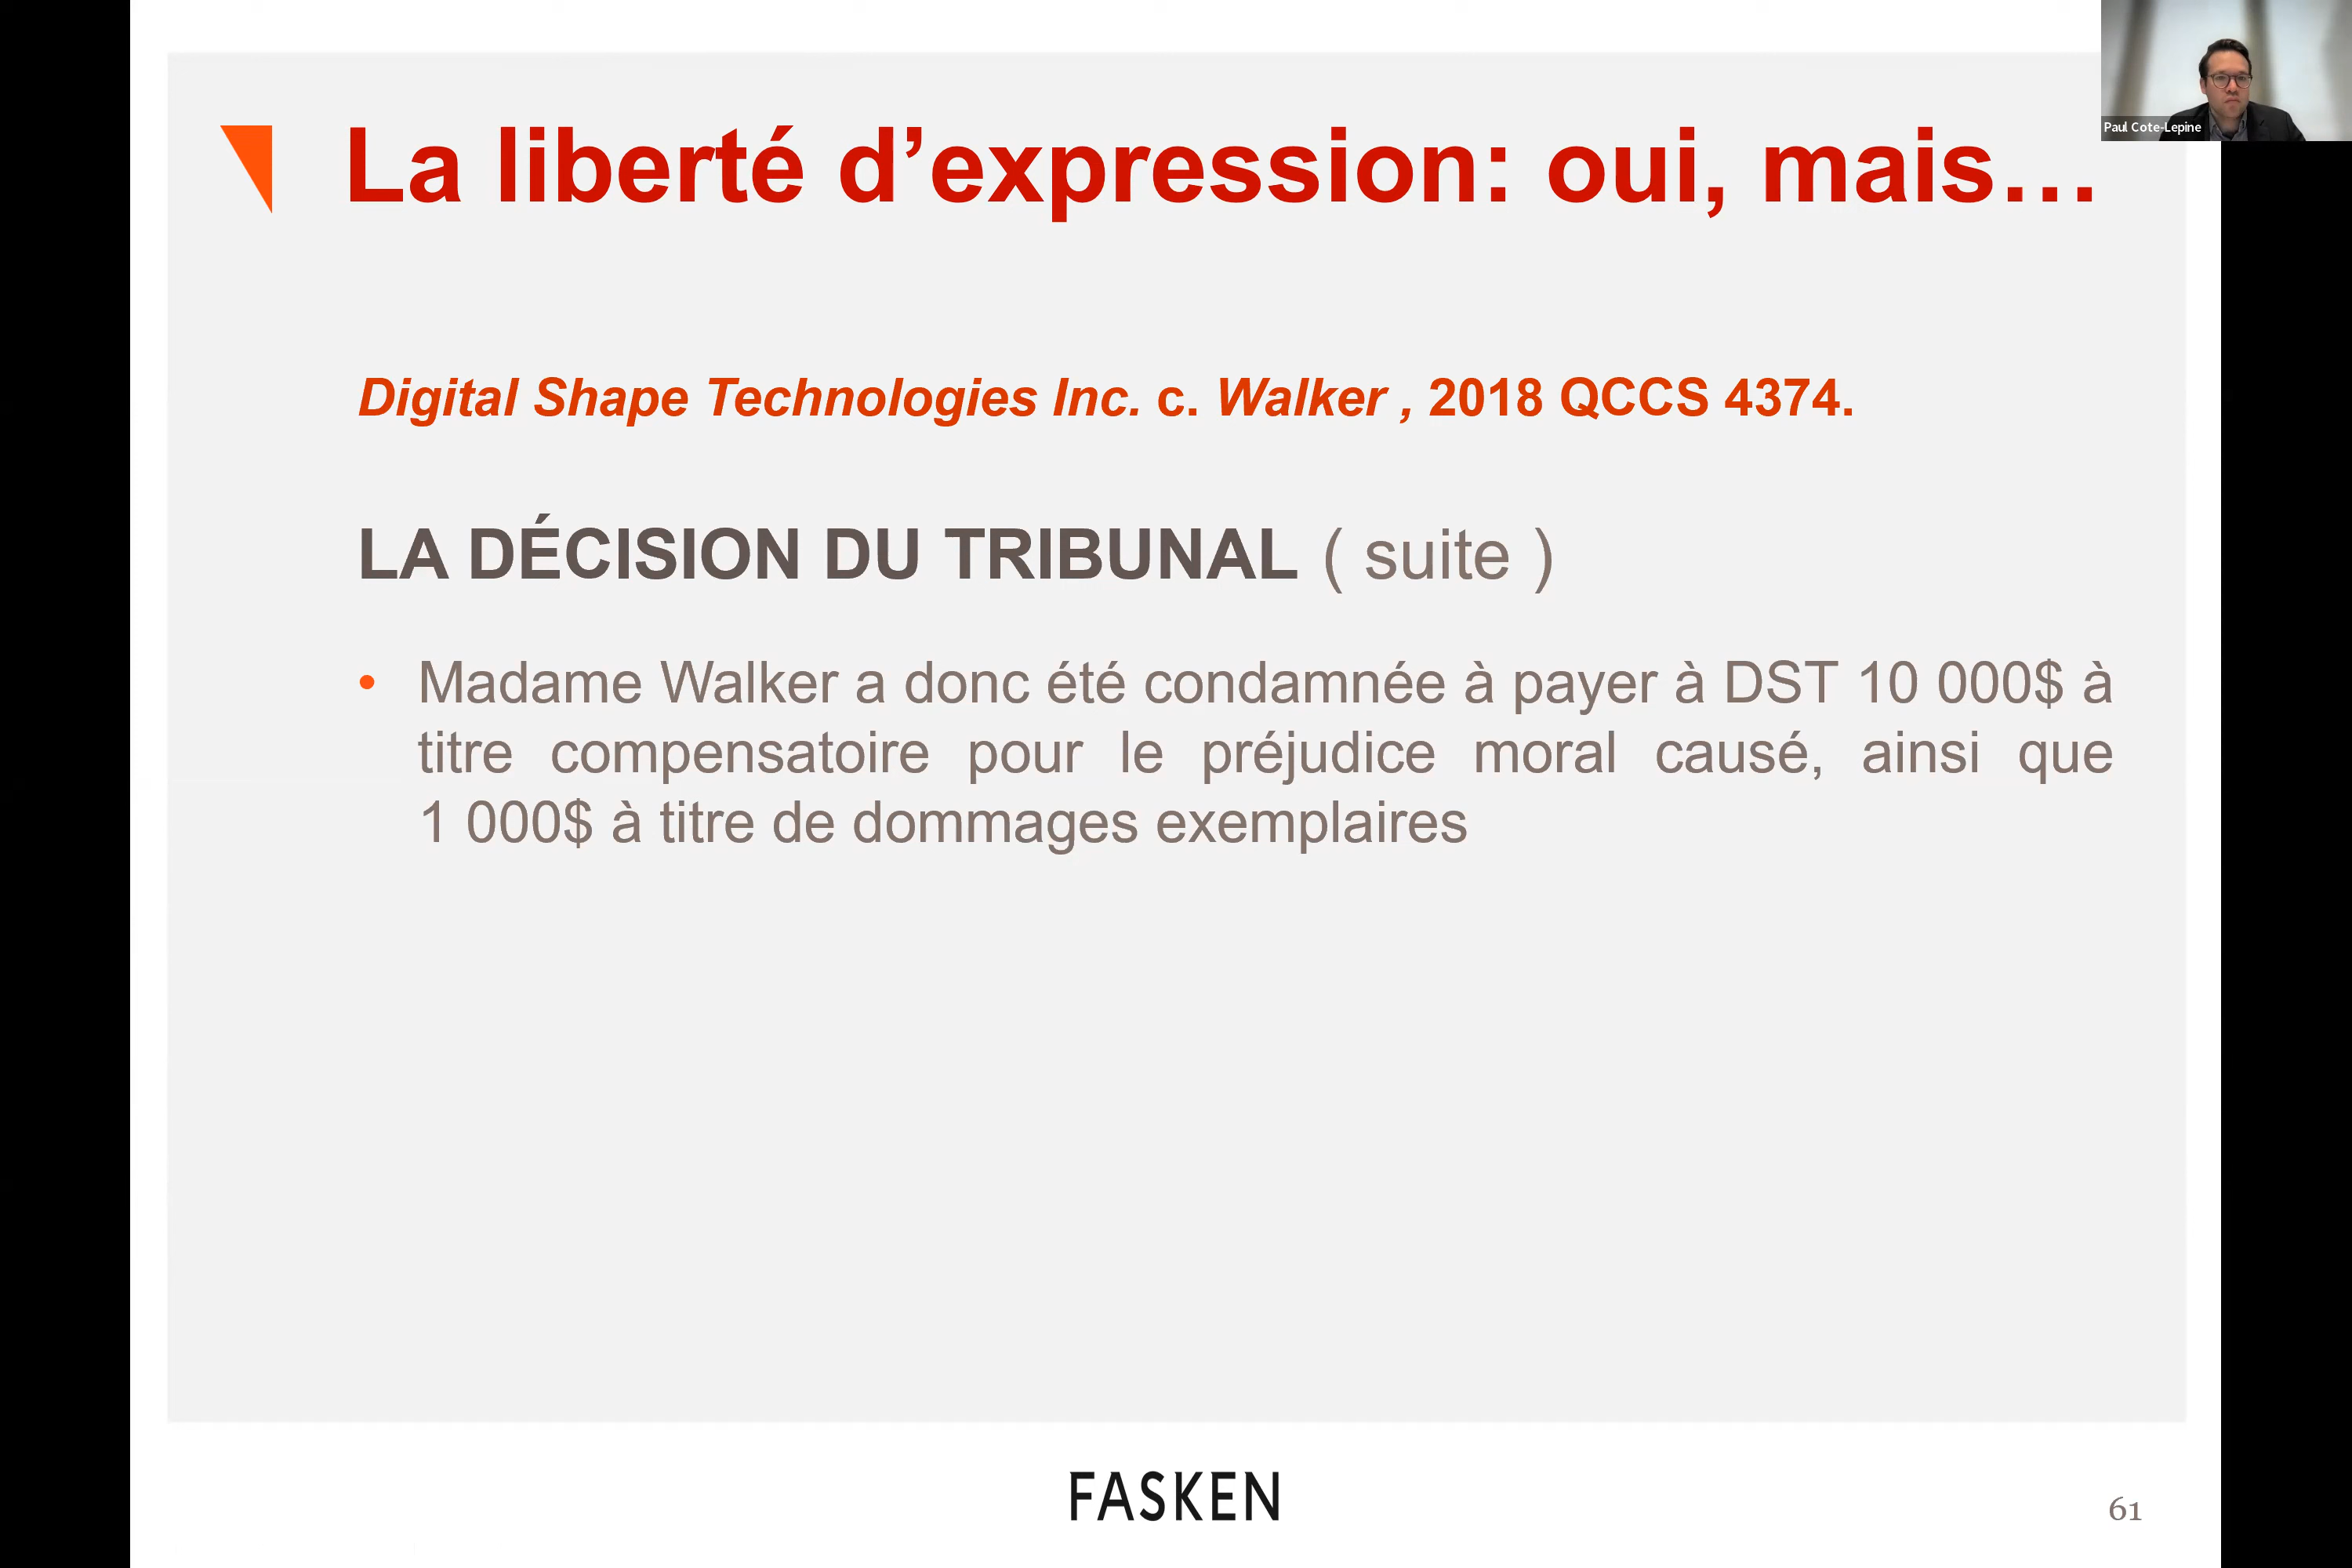 Paul Cote-Lepine
La liberté d’expression: oui, mais…
Digital Shape Technologies Inc. c. Walker , 2018 QCCS 4374.
LA DÉCISION DU TRIBUNAL ( suite )
• Madame Walker a donc été condamnée à payer à DST 10 000$ à
titre compensatoire pour le préjudice moral causé, ainsi que
1 000$ à titre de dommages exemplaires
FASKEN
61